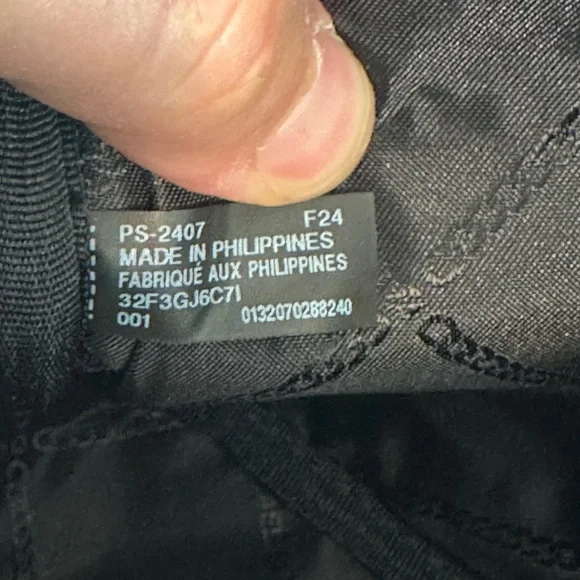 PS-2407 F24
MADE IN PHILIPPINES
FABRIQUÉ AUX PHILIPPINES
32F3GJ6C7I
001 0132070288240